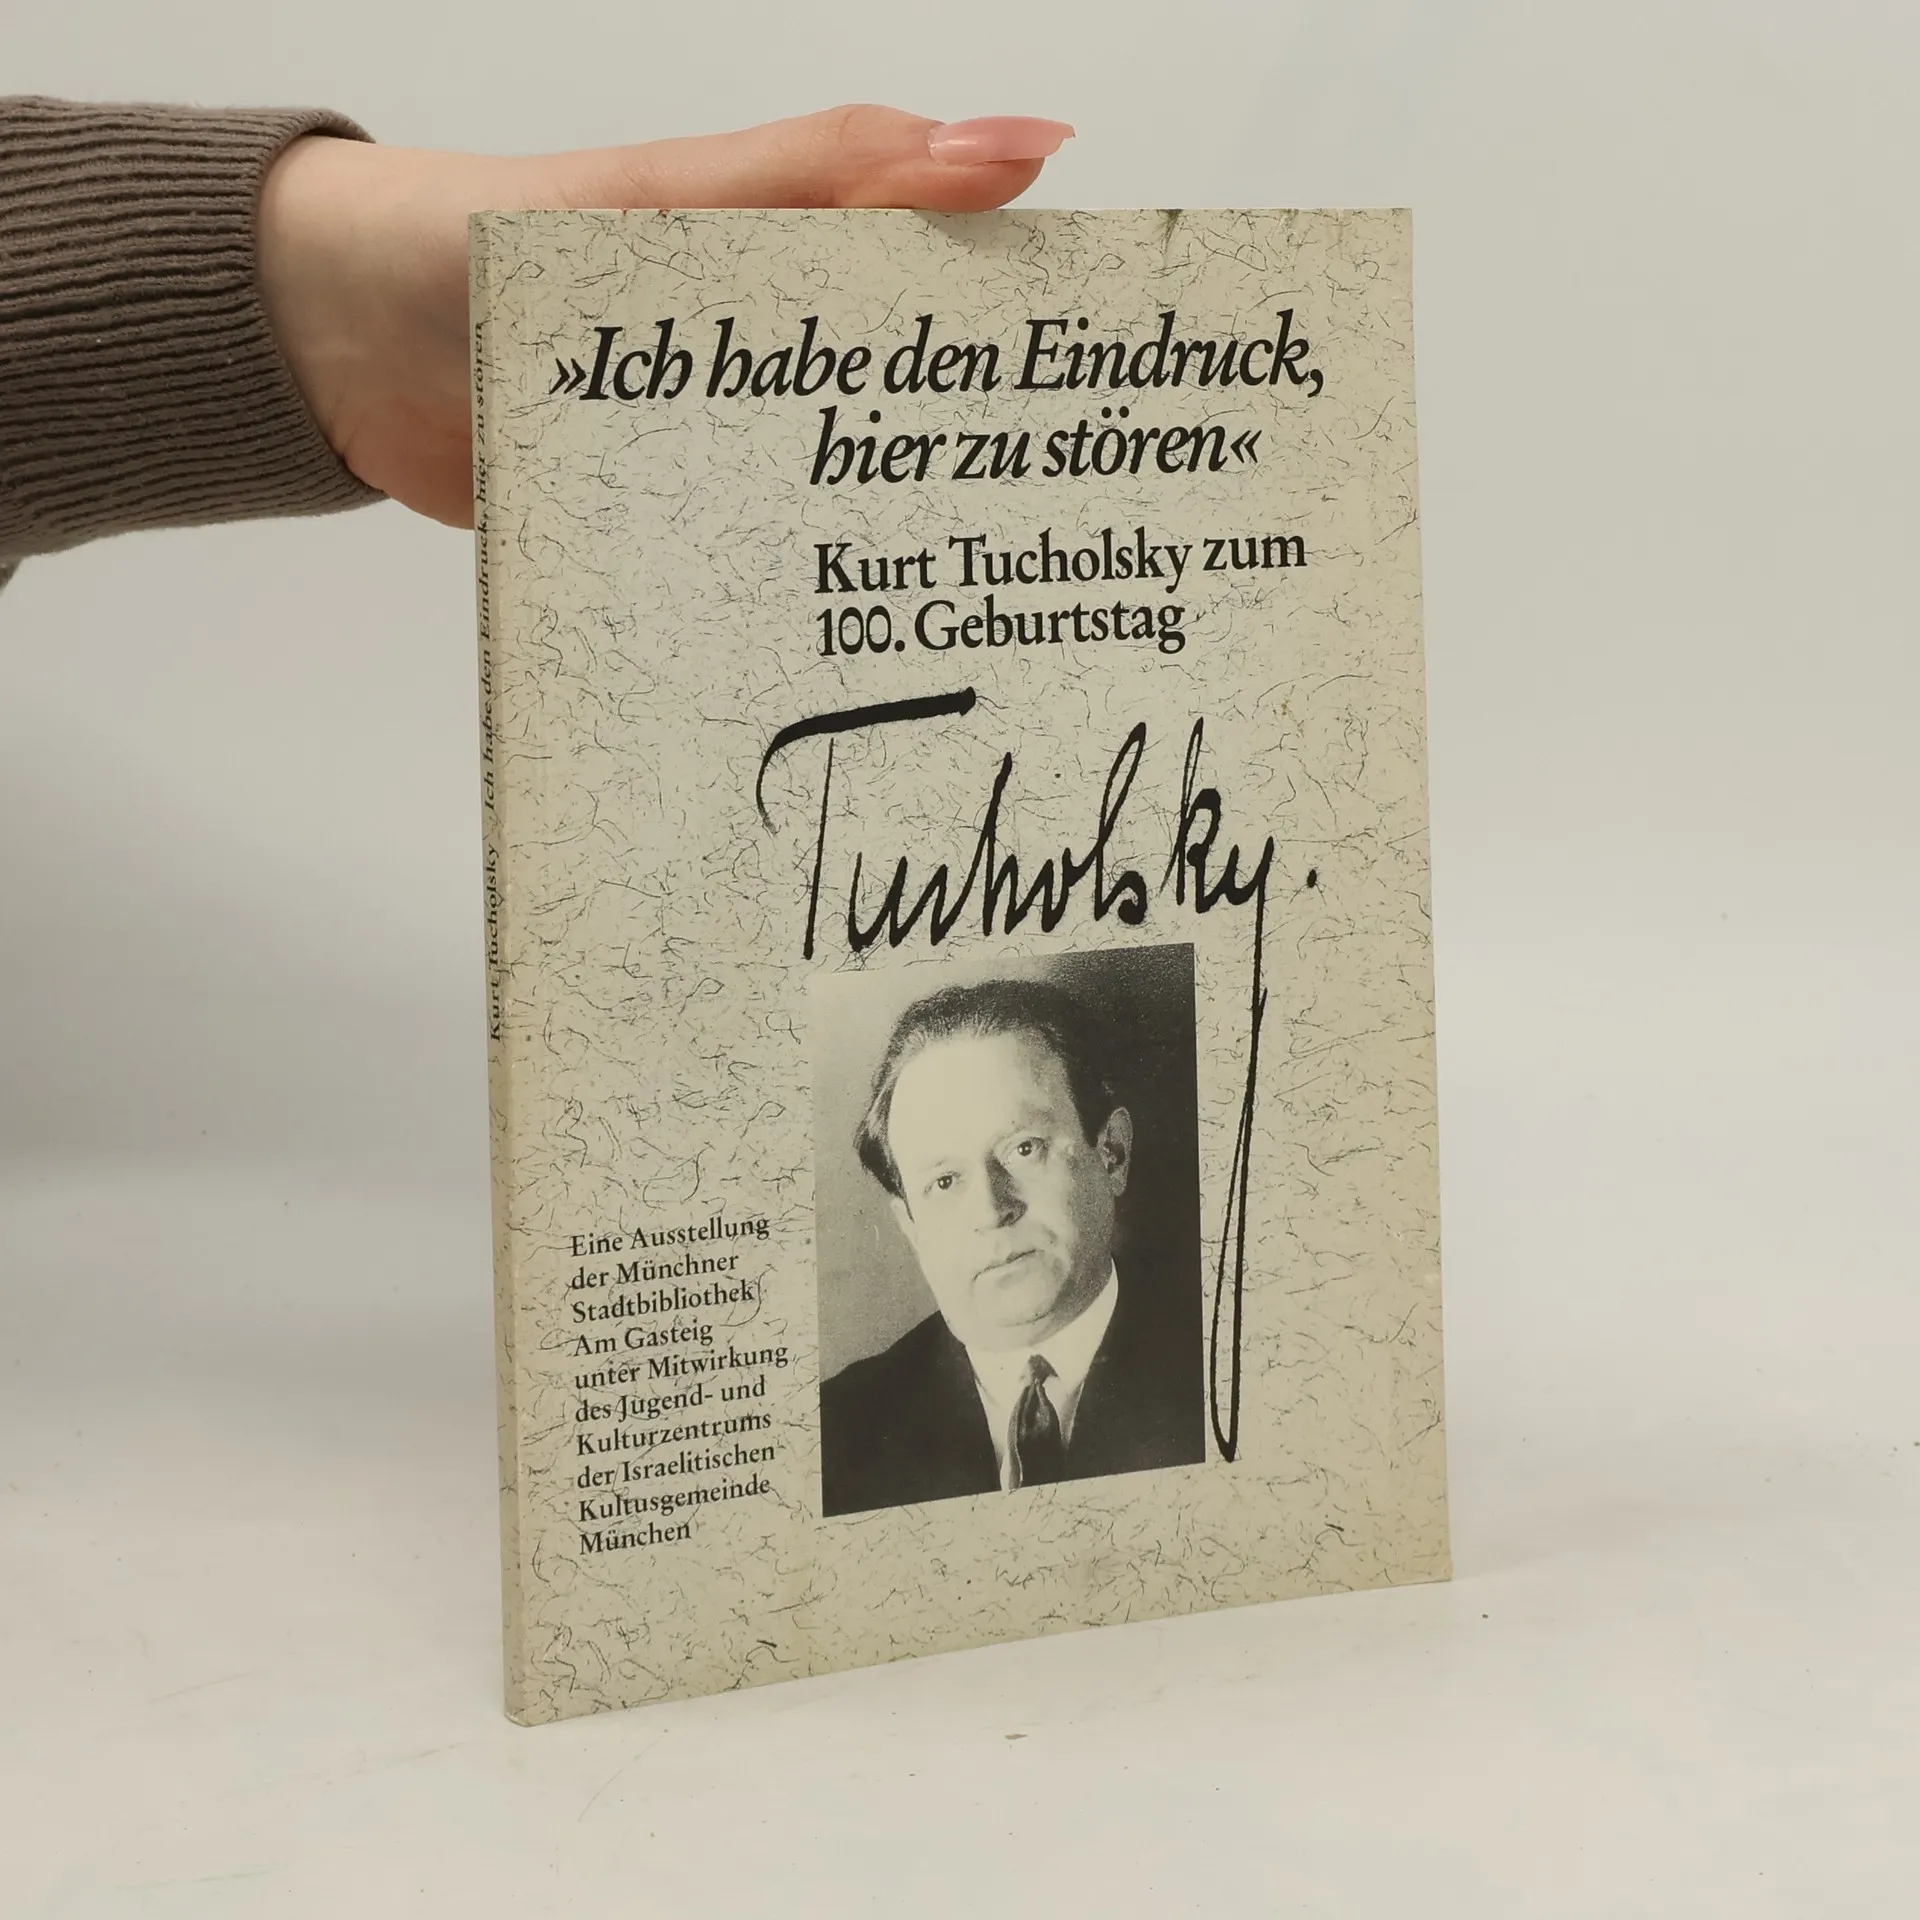 »Ich habe den Eindruck,
hier zu stören«
Kurt Tucholsky zum
100. Geburtstag
Tucholsky.
Eine Ausstellung
der Münchner
Stadtbibliothek
Am Gasteig
unter Mitwirkung
des Jugend- und
Kulturzentrums
der Israelitischen
Kultusgemeinde
München
Kurt Tucholsky »Ich habe den Eindruck, hier zu stören